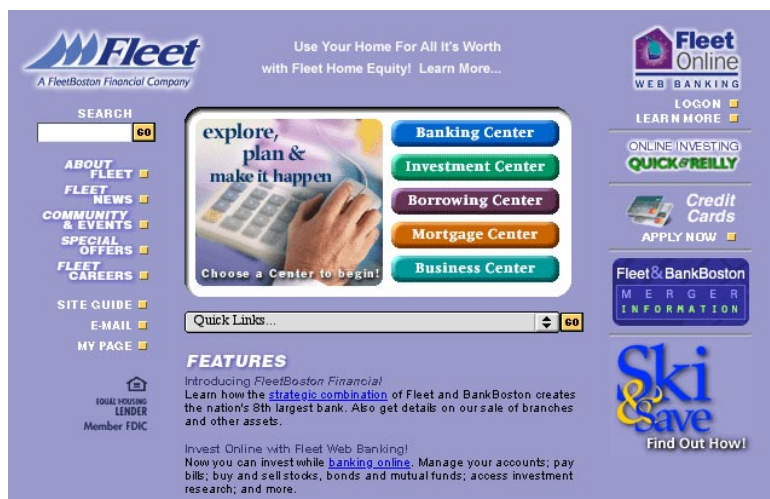 Fleet
A FleetBoston Financial Company
Use Your Home For All It's Worth
with Fleet Home Equity! Learn More...
Fleet
Online
WEB BANKING
LOGON
LEARN MORE
SEARCH
GO
ABOUT
FLEET
FLEET
NEWS
COMMUNITY
& EVENTS
SPECIAL
OFFERS
FLEET
CAREERS
SITE GUIDE
E-MAIL
MY PAGE
EQUAL HOUSING
LENDER
Member FDIC
explore,
plan &
make it happen
Choose a Center to begin!
Banking Center
Investment Center
Borrowing Center
Mortgage Center
Business Center
Quick Links...
GO
FEATURES
Introducing FleetBoston Financial
Learn how the strategic combination of Fleet and BankBoston creates
the nation's 8th largest bank. Also get details on our sale of branches
and other assets.
Invest Online with Fleet Web Banking!
Now you can invest while banking online. Manage your accounts; pay
bills; buy and sell stocks, bonds and mutual funds; access investment
research; and more.
ONLINE INVESTING
QUICK&REILLY
Credit
Cards
APPLY NOW
Fleet&BankBoston
MERGER
INFORMATION
Ski
&
Save
Find Out How!